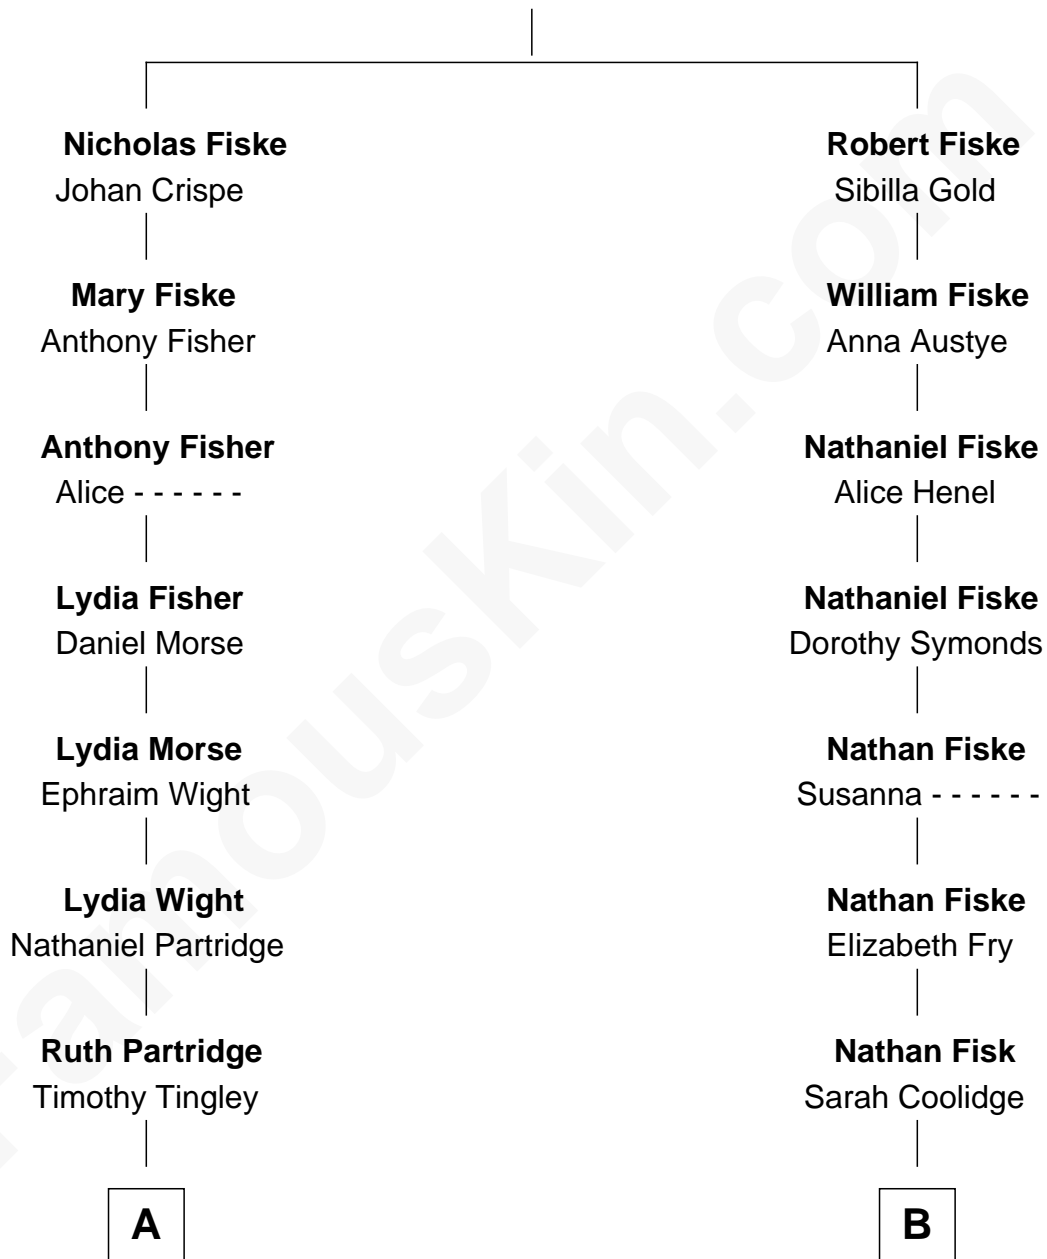 Nicholas Fiske
Johan Crispe
Robert Fiske
Sibilla Gold
Mary Fiske
Anthony Fisher
William Fiske
Anna Austye
Anthony Fisher
Alice - - - - - -
Nathaniel Fiske
Alice Henel
Lydia Fisher
Daniel Morse
Nathaniel Fiske
Dorothy Symonds
Lydia Morse
Ephraim Wight
Nathan Fiske
Susanna - - - - - -
Lydia Wight
Nathaniel Partridge
Nathan Fiske
Elizabeth Fry
Ruth Partridge
Timothy Tingley
Nathan Fisk
Sarah Coolidge
A
B
FamousKin.com